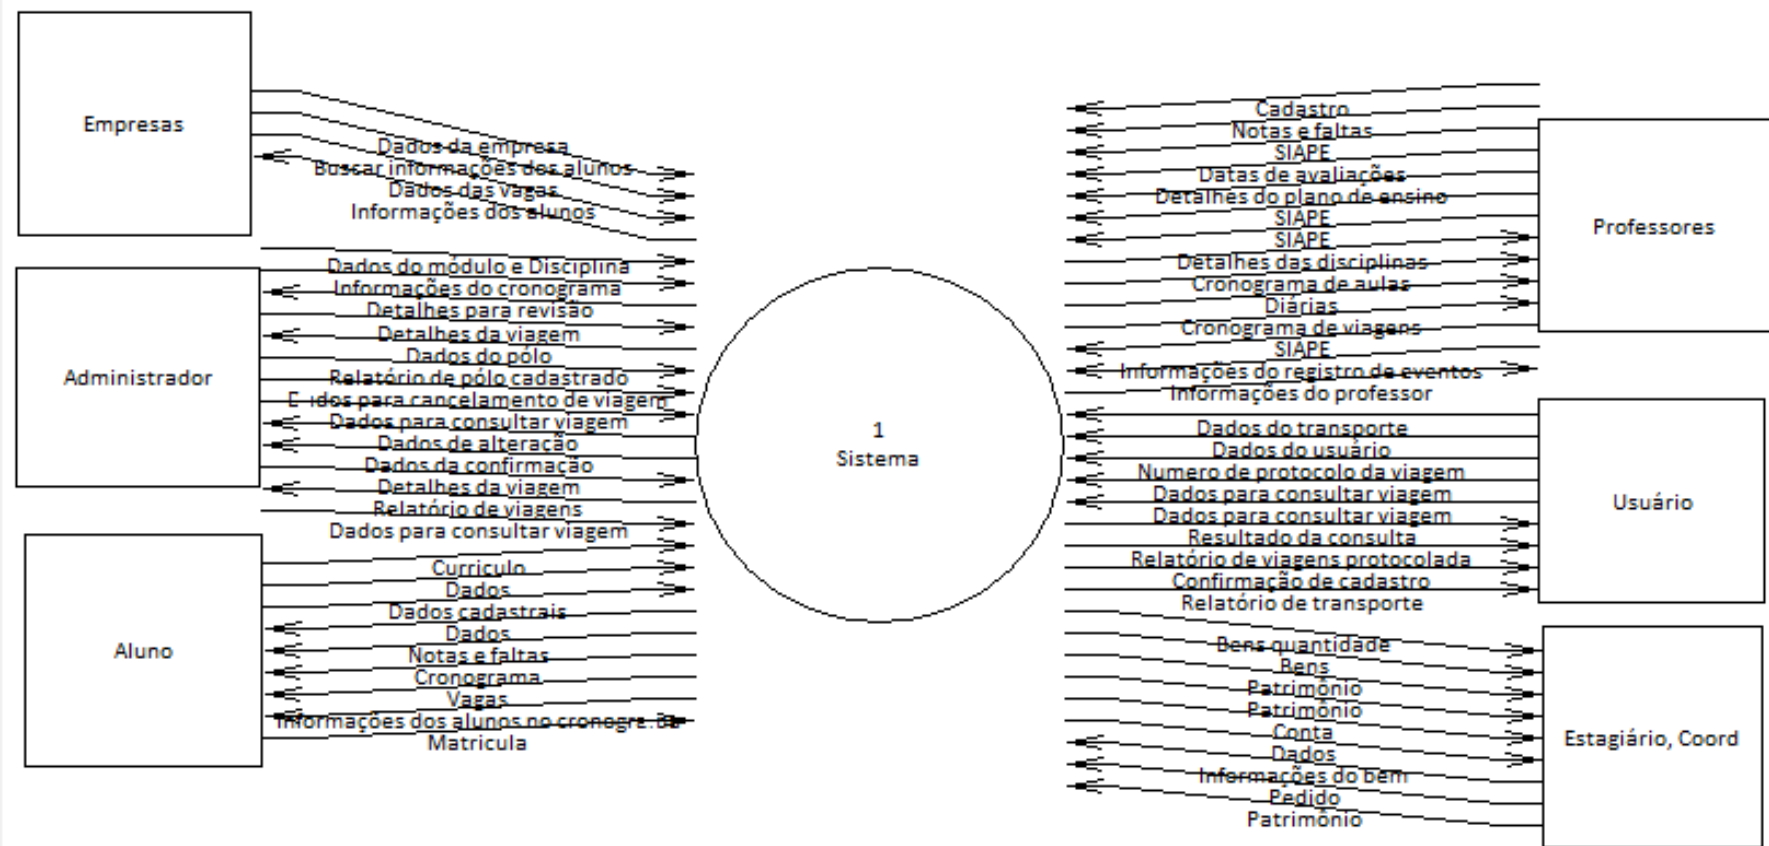 Empresas
Dados da empresa
Buscar informações dos alunos
Dados das vagas
Informações dos alunos
Administrador
Dados do módulo e Disciplina
Informações do cronograma
Detalhes para revisão
Detalhes da viagem
Dados do pólo
Relatório de pólo cadastrado
para cancelamento de viagem
Dados para consultar viagem
Dados de alteração
Dados da confirmação
Detalhes da viagem
Relatório de viagens
Dados para consultar viagem
Aluno
Curriculo
Dados
Dados cadastrais
Dados
Notas e faltas
Cronograma
Vagas
Informações dos alunos no
Matricula
1
Sistema
Cadastro
Notas e faltas
SIAPE
Datas de avaliações
Detalhes do plano de ensino
SIAPE
SIAPE
Detalhes das disciplinas
Cronograma de aulas
Diárias
Cronograma de viagens
SIAPE
Informações do registro de eventos
Informações do professor
Professores
Dados do transporte
Dados do usuário
Numero de protocolo da viagem
Dados para consultar viagem
Dados para consultar viagem
Resultado da consulta
Relatório de viagens protocolada
Confirmação de cadastro
Relatório de transporte
Usuário
Bens quantidade
Bens
Patrimônio
Patrimônio
Conta
Dados
Informações do bem
Pedido
Patrimônio
Estagiário, Coord